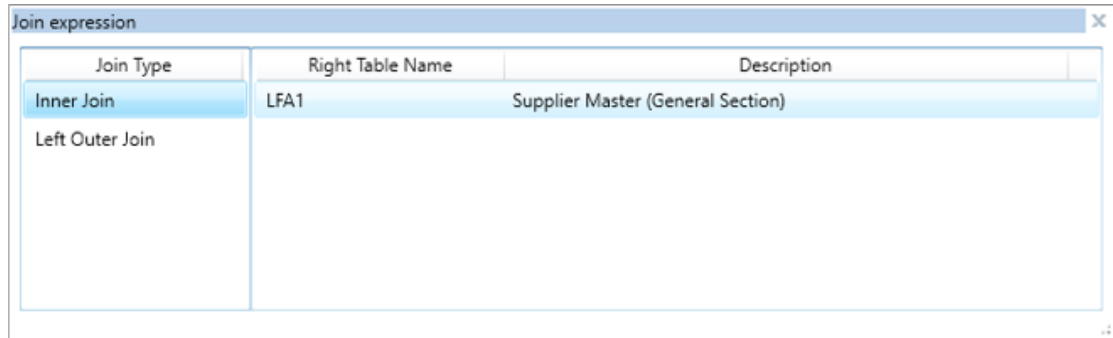 Join expression
Join Type Right Table Name Description
Inner Join LFA1 Supplier Master (General Section)
Left Outer Join